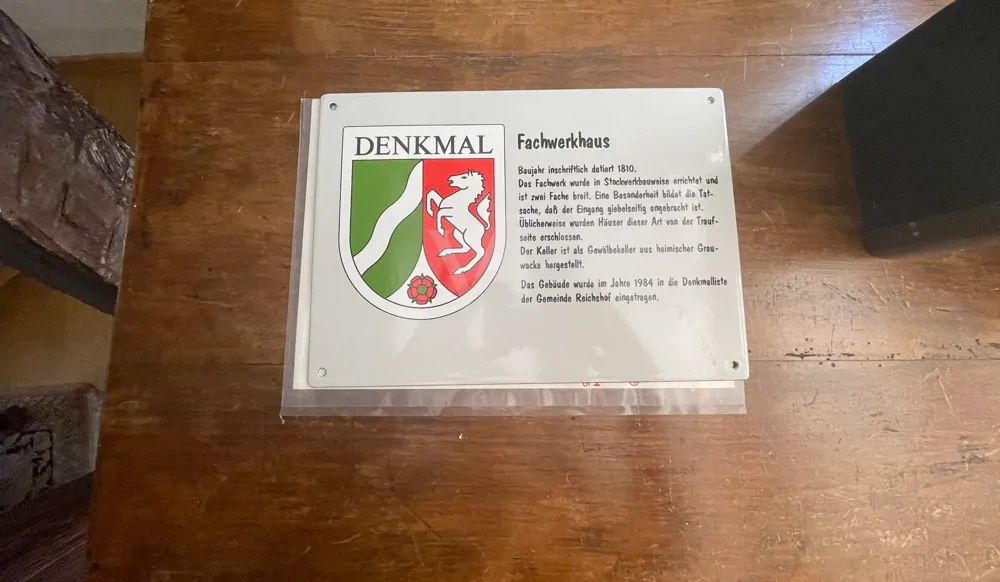 DENKMAL
Fachwerkhaus
Baujahr inschriftlich datiert 1810.
Das Fachwerk wurde in Stockwerkbauweise errichtet und
ist zwei Fache breit. Eine Besonderheit bildet die Tat-
sache, daß der Eingang giebelseitig angebracht ist.
Üblicherweise wurden Häuser dieser Art von der Trauf-
seite erschlossen.
Der Keller ist als Gewölbekeller aus heimischer Grau-
wacke hergestellt.
Das Gebäude wurde im Jahre 1984 in die Denkmalliste
der Gemeinde Reichshof eingetragen.